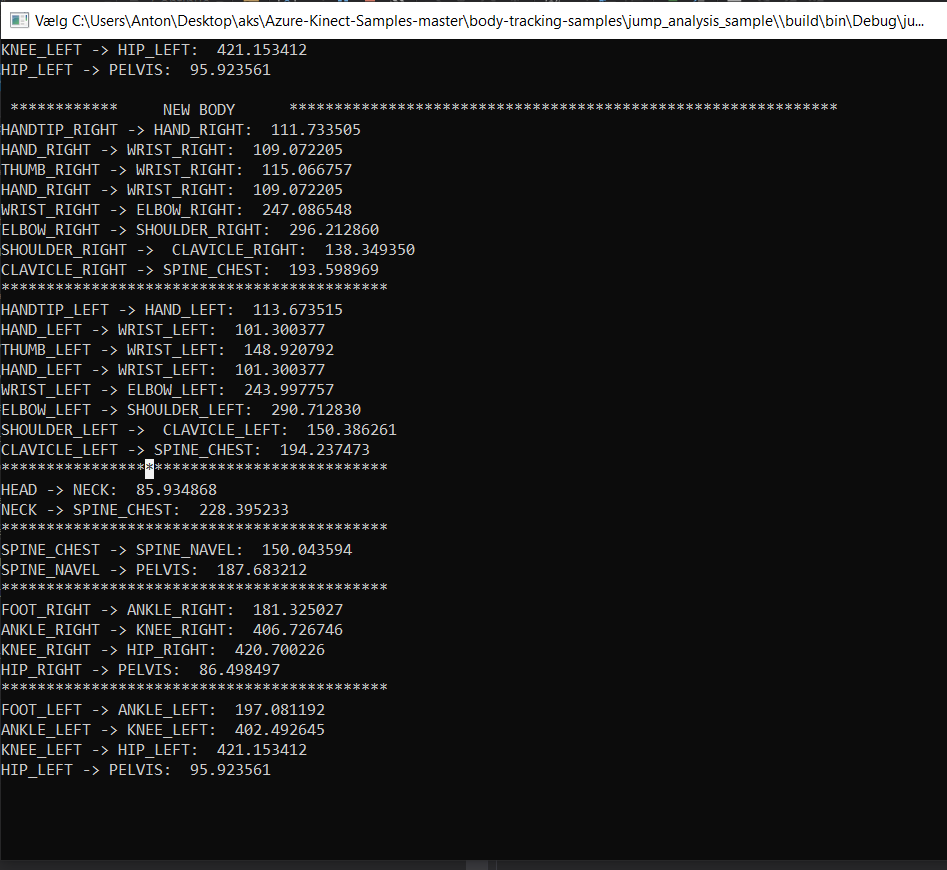 Vælg C:\Users\Anton\Desktop\aks\Azure-Kinect-Samples-master\body-tracking-samples\jump_analysis_sample\\build\bin\Debug\ju...
KNEE_LEFT -> HIP_LEFT:  421.153412
HIP_LEFT -> PELVIS:  95.923561
************     NEW BODY      *************************************************************
HANDTIP_RIGHT -> HAND_RIGHT:  111.733505
HAND_RIGHT -> WRIST_RIGHT:  109.072205
THUMB_RIGHT -> WRIST_RIGHT:  115.066757
HAND_RIGHT -> WRIST_RIGHT:  109.072205
WRIST_RIGHT -> ELBOW_RIGHT:  247.086548
ELBOW_RIGHT -> SHOULDER_RIGHT:  296.212860
SHOULDER_RIGHT ->  CLAVICLE_RIGHT:  138.349350
CLAVICLE_RIGHT -> SPINE_CHEST:  193.598969
*******************************************
HANDTIP_LEFT -> HAND_LEFT:  113.673515
HAND_LEFT -> WRIST_LEFT:  101.300377
THUMB_LEFT -> WRIST_LEFT:  148.920792
HAND_LEFT -> WRIST_LEFT:  101.300377
WRIST_LEFT -> ELBOW_LEFT:  243.997757
ELBOW_LEFT -> SHOULDER_LEFT:  290.712830
SHOULDER_LEFT ->  CLAVICLE_LEFT:  150.386261
CLAVICLE_LEFT -> SPINE_CHEST:  194.237473
*******************************************
HEAD -> NECK:  85.934868
NECK -> SPINE_CHEST:  228.395233
*******************************************
SPINE_CHEST -> SPINE_NAVEL:  150.043594
SPINE_NAVEL -> PELVIS:  187.683212
*******************************************
FOOT_RIGHT -> ANKLE_RIGHT:  181.325027
ANKLE_RIGHT -> KNEE_RIGHT:  406.726746
KNEE_RIGHT -> HIP_RIGHT:  420.700226
HIP_RIGHT -> PELVIS:  86.498497
*******************************************
FOOT_LEFT -> ANKLE_LEFT:  197.081192
ANKLE_LEFT -> KNEE_LEFT:  402.492645
KNEE_LEFT -> HIP_LEFT:  421.153412
HIP_LEFT -> PELVIS:  95.923561